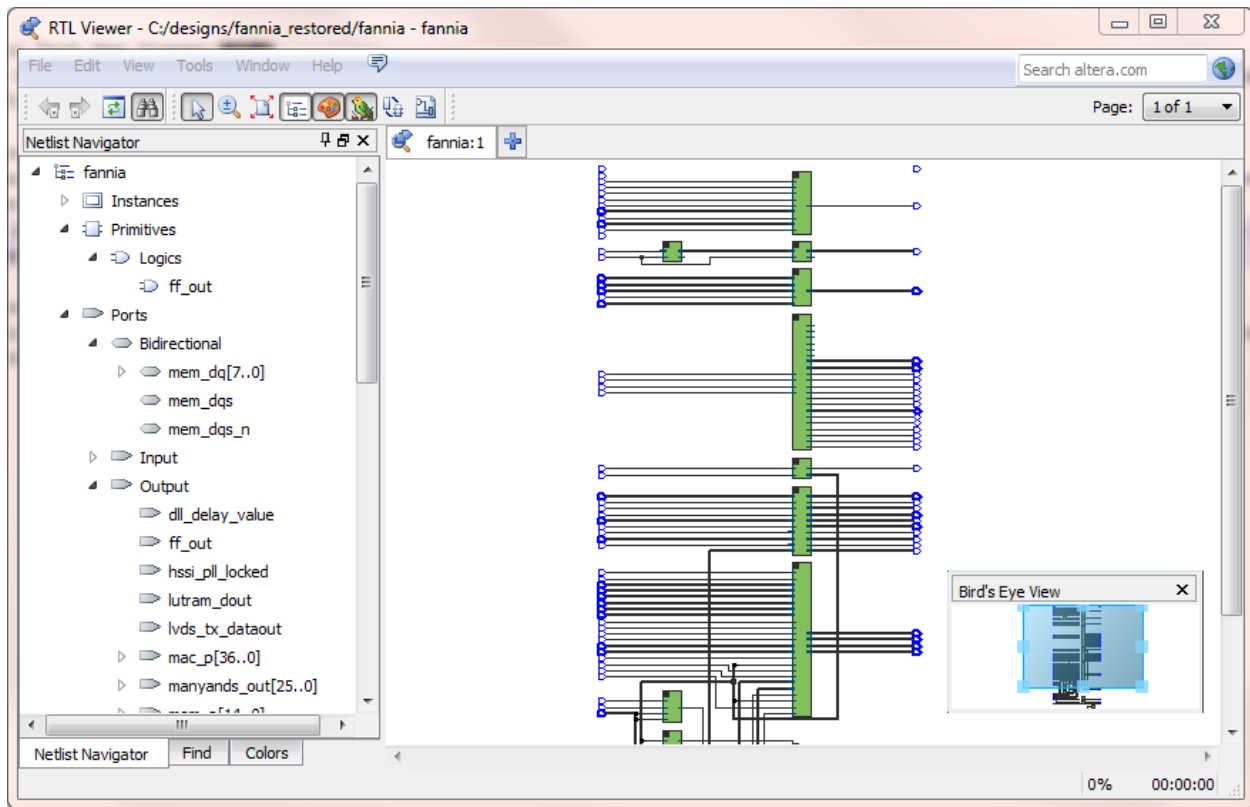 RTL Viewer - C:/designs/fannia_restored/fannia - fannia
File Edit View Tools Window Help
Search altera.com
Page: 1 of 1
Netlist Navigator
fannia:1
fannia
Instances
Primitives
Logics
ff_out
Ports
Bidirectional
mem_dq[7..0]
mem_dqs
mem_dqs_n
Input
Output
dll_delay_value
ff_out
hssi_pll_locked
lutram_dout
lvds_tx_dataout
mac_p[36..0]
manyands_out[25..0]
Bird's Eye View
Netlist Navigator Find Colors
0% 00:00:00